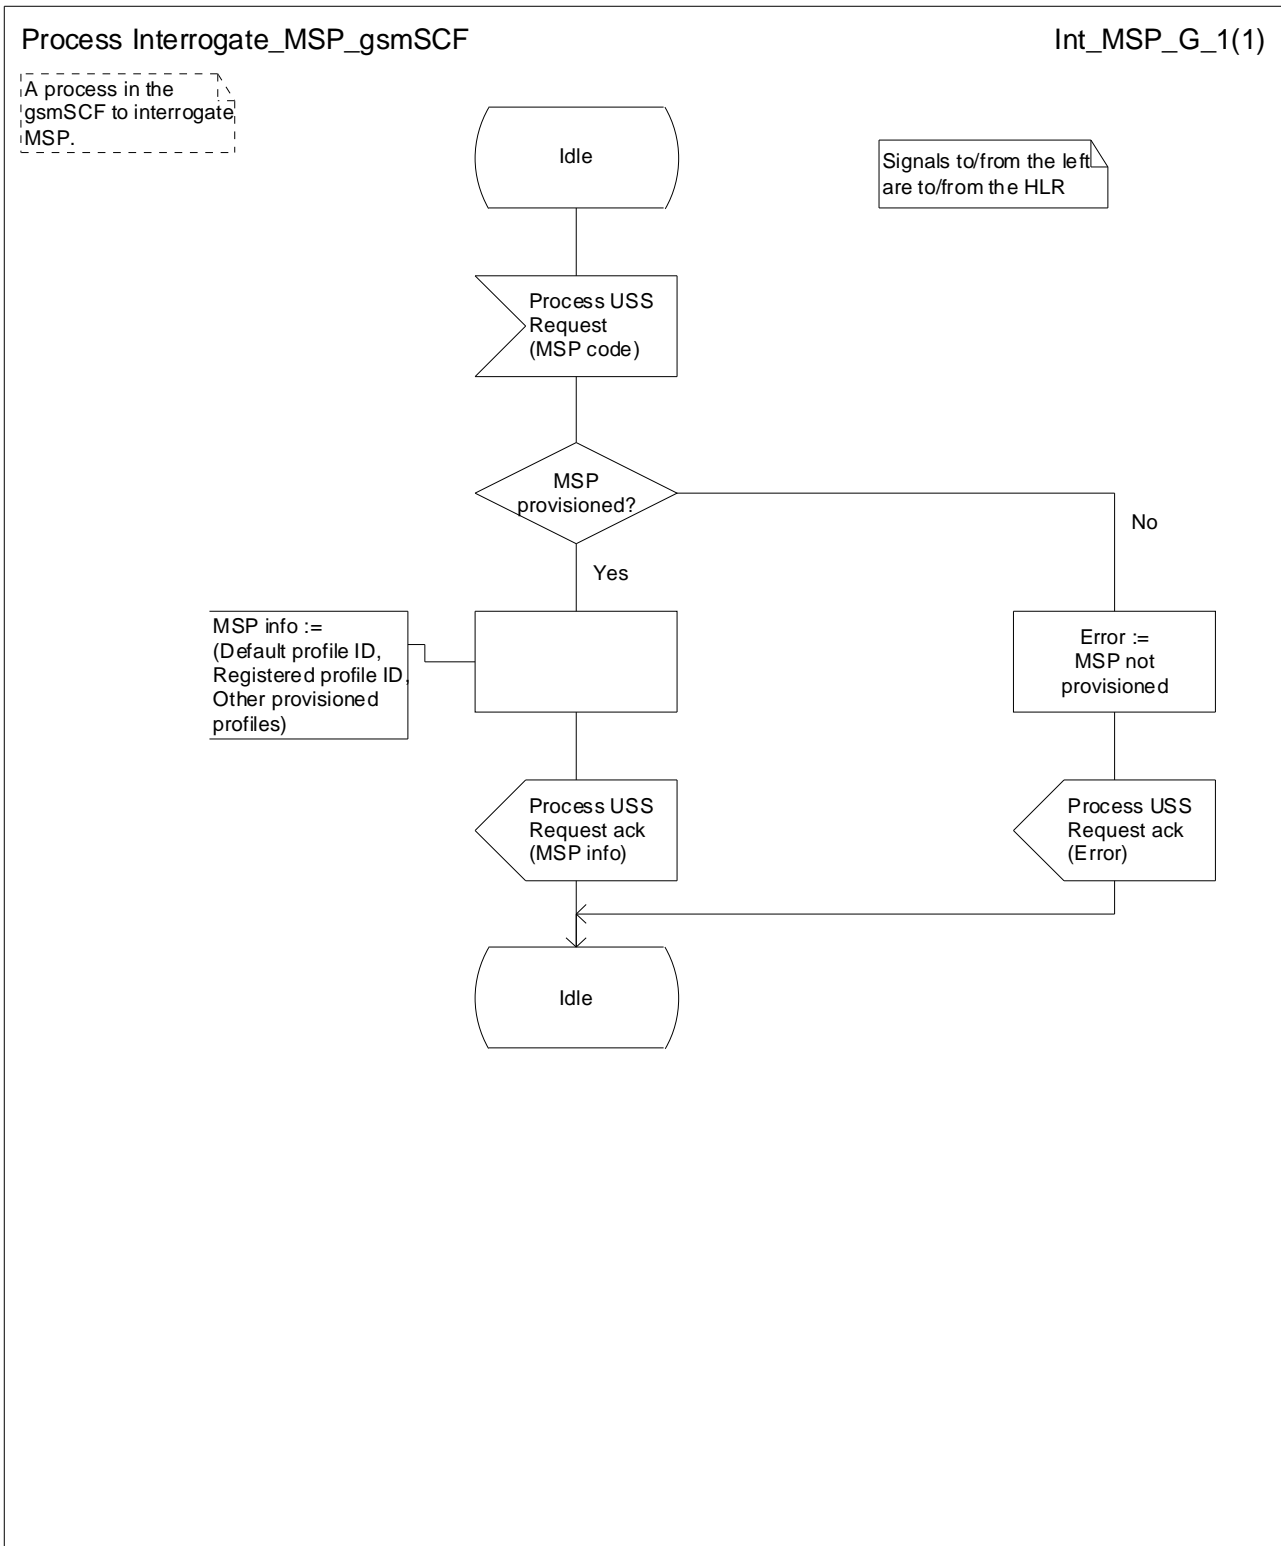 Process Interrogate_MSP_gsmSCF
Int_MSP_G_1(1)
A process in the
gsmSCF to interrogate
MSP.
Idle
Signals to/from the left
are to/from the HLR
Process USS
Request
(MSP code)
MSP
provisioned?
No
Yes
MSP info :=
(Default profile ID,
Registered profile ID,
Other provisioned
profiles)
Error :=
MSP not
provisioned
Process USS
Request ack
(MSP info)
Process USS
Request ack
(Error)
Idle